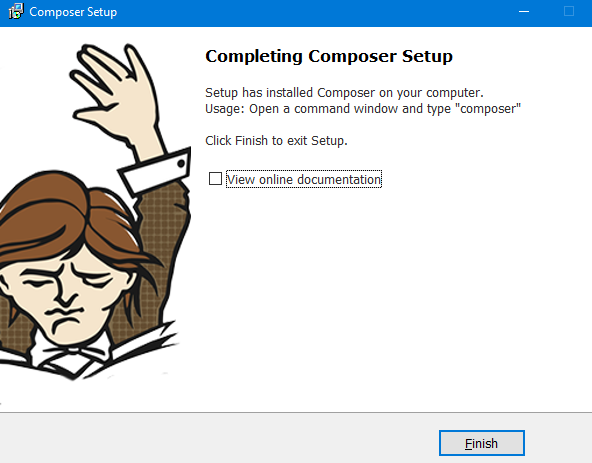 Composer Setup
Completing Composer Setup
Setup has installed Composer on your computer.
Usage: Open a command window and type "composer"
Click Finish to exit Setup.
View online documentation
Finish